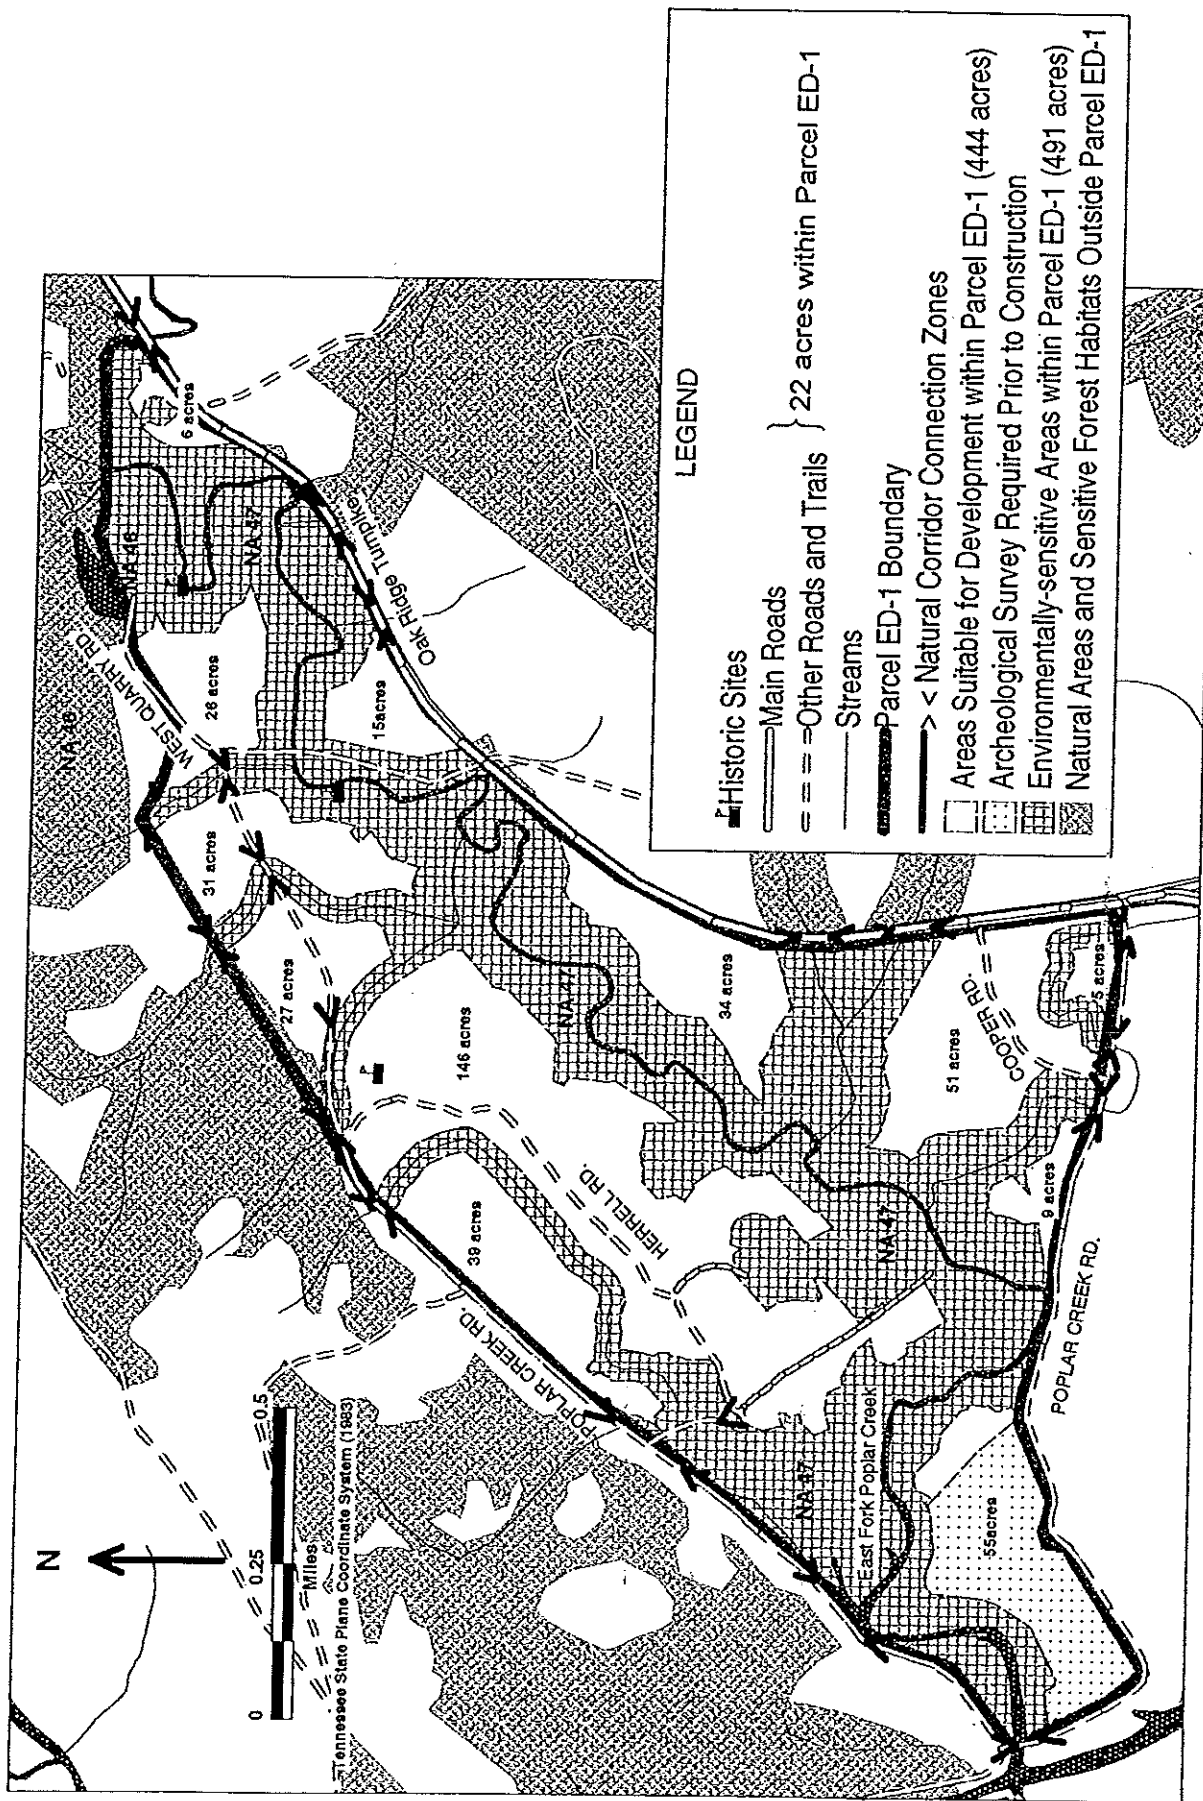 N
0
0.25
0.5
Miles
Tennessee State Plane Coordinate System (1983)
NA 46
WEST QUARRY RD.
NA 46
6 acres
NA 47
26 acres
15acres
Oak Ridge Turnpike
31 acres
27 acres
146 acres
NA 47
34 acres
39 acres
HERRELL RD.
POPLAR CREEK RD.
POPLAR CREEK RD.
51 acres
COOPER RD.
5 acres
9 acres
NA 47
POPLAR CREEK RD.
NA 47
East Fork Poplar Creek
55acres
LEGEND
Historic Sites
Main Roads
Other Roads and Trails } 22 acres within Parcel ED-1
Streams
Parcel ED-1 Boundary
> < Natural Corridor Connection Zones
Areas Suitable for Development within Parcel ED-1 (444 acres)
Archeological Survey Required Prior to Construction
Environmentally-sensitive Areas within Parcel ED-1 (491 acres)
Natural Areas and Sensitive Forest Habitats Outside Parcel ED-1